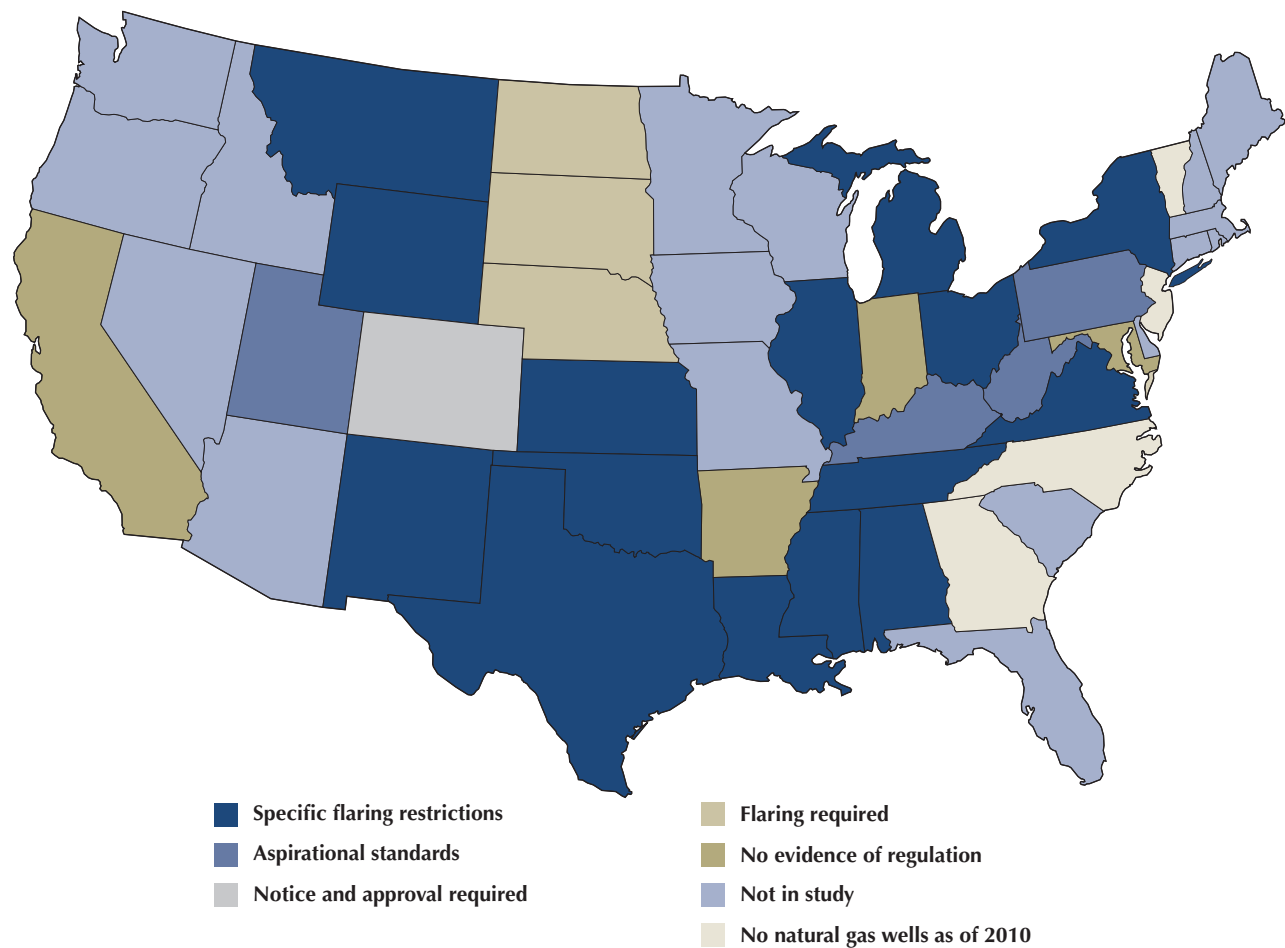 Specific flaring restrictions
Aspirational standards
Notice and approval required
Flaring required
No evidence of regulation
Not in study
No natural gas wells as of 2010